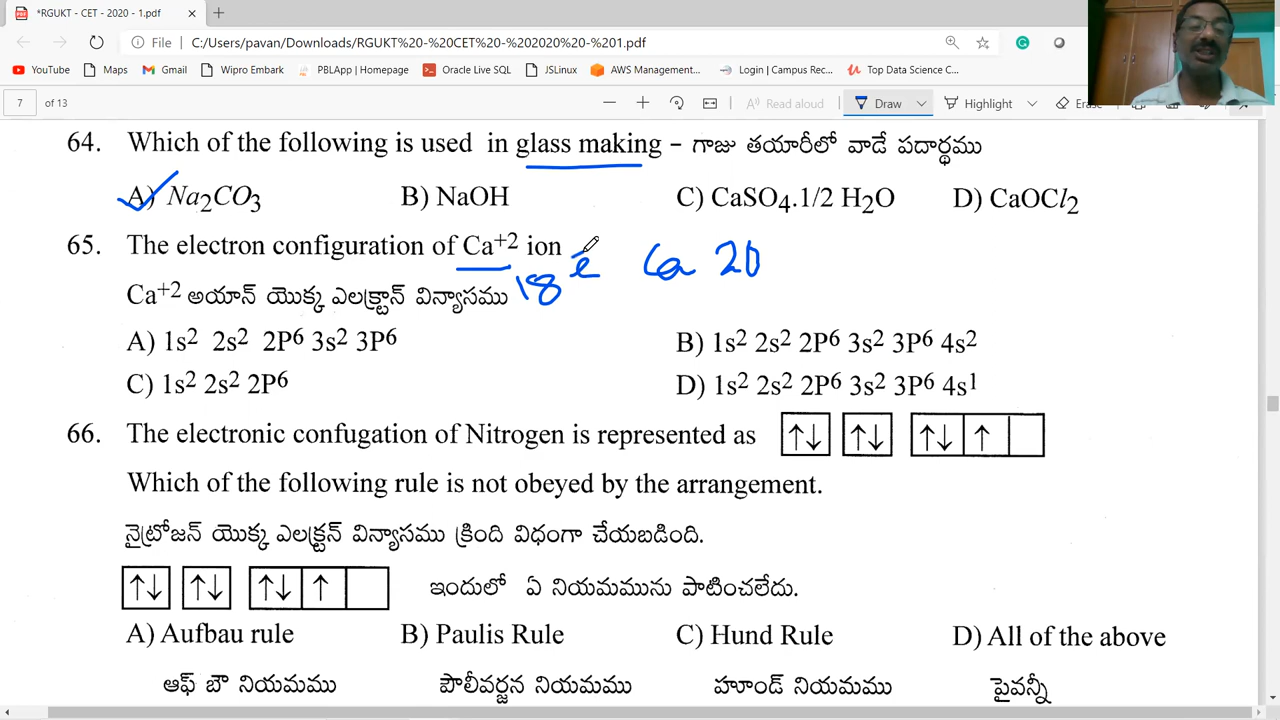 *RGUKT - CET - 2020 - 1.pdf
File C:/Users/pavan/Downloads/RGUKT%20-%20CET%20-%202020%20-%201.pdf
YouTube Maps Gmail Wipro Embark PBLApp | Homepage Oracle Live SQL JSLinux AWS Management... Login | Campus Rec... Top Data Science C...
7 of 13 Read aloud Draw Highlight Erase
64. Which of the following is used in glass making – గాజు తయారీలో వాడే పదార్థము
A) Na2CO3 B) NaOH C) CaSO4.1/2 H2O D) CaOCl2
65. The electron configuration of Ca+2 ion e Ca 20
Ca+2 అయాన్ యొక్క ఎలక్ట్రాన్ విన్యాసము 18
A) 1s2 2s2 2P6 3s2 3P6 B) 1s2 2s2 2P6 3s2 3P6 4s2
C) 1s2 2s2 2P6 D) 1s2 2s2 2P6 3s2 3P6 4s1
66. The electronic confugation of Nitrogen is represented as ↑↓ ↑↓ ↑↓ ↑
Which of the following rule is not obeyed by the arrangement.
నైట్రోజన్ యొక్క ఎలక్ట్రన్ విన్యాసము క్రింది విధంగా చేయబడింది.
↑↓ ↑↓ ↑↓ ↑ ఇందులో ఏ నియమమును పాటించలేదు.
A) Aufbau rule B) Paulis Rule C) Hund Rule D) All of the above
ఆఫ్ బౌ నియమము పౌలీవర్జన నియమము హూండ్ నియమము పైవన్నీ